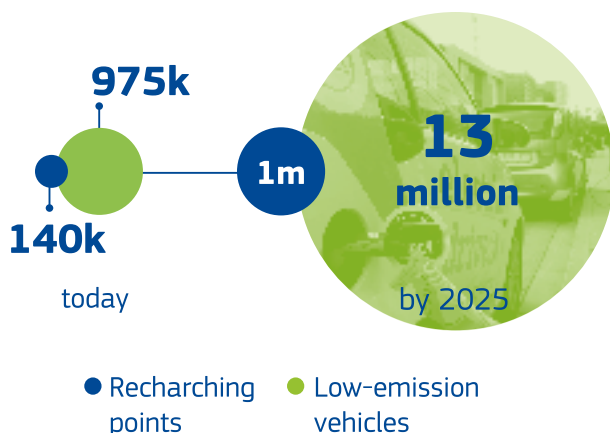 975k
140k
today
1m
13
million
by 2025
Recharching
points
Low-emission
vehicles